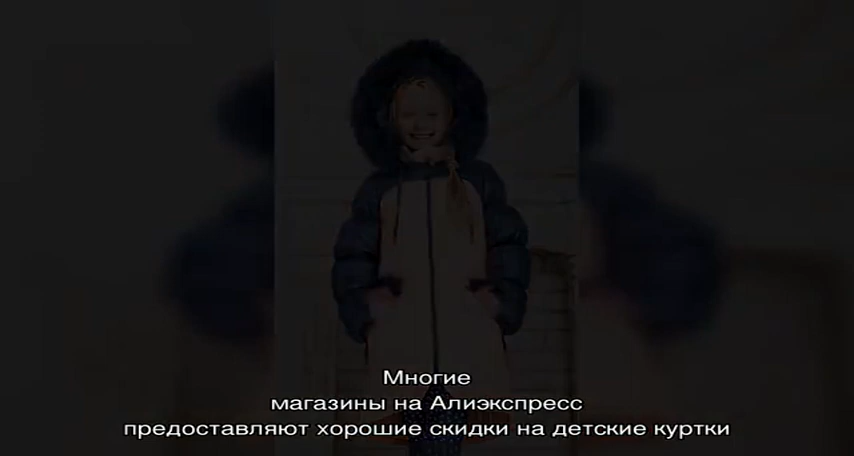 Многие
магазины на Алиэкспресс
предоставляют хорошие скидки на детские куртки